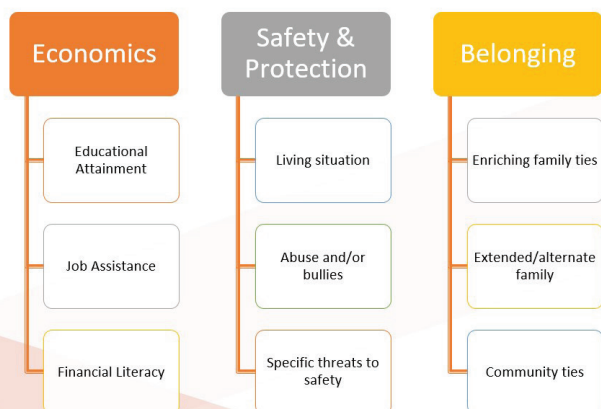 Economics
Educational
Attainment
Job Assistance
Financial Literacy
Safety &
Protection
Living situation
Abuse and/or
bullies
Specific threats to
safety
Belonging
Enriching family ties
Extended/alternate
family
Community ties